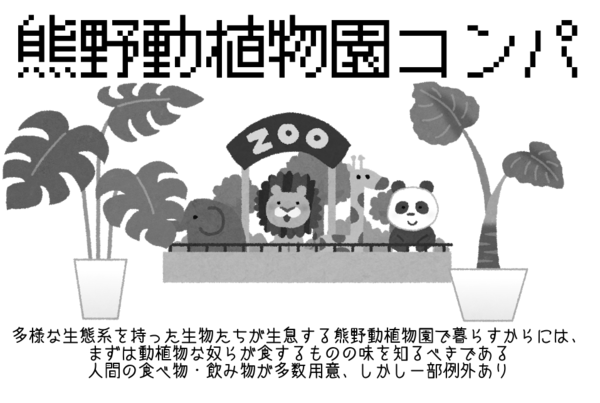 熊野動植物園コンパ
ZOO
多様な生態系を持った生物たちが生息する熊野動植物園で暮らすからには、
まずは動植物な奴らが食するものの味を知るべきである
人間の食べ物・飲み物が多数用意、しかし一部例外あり